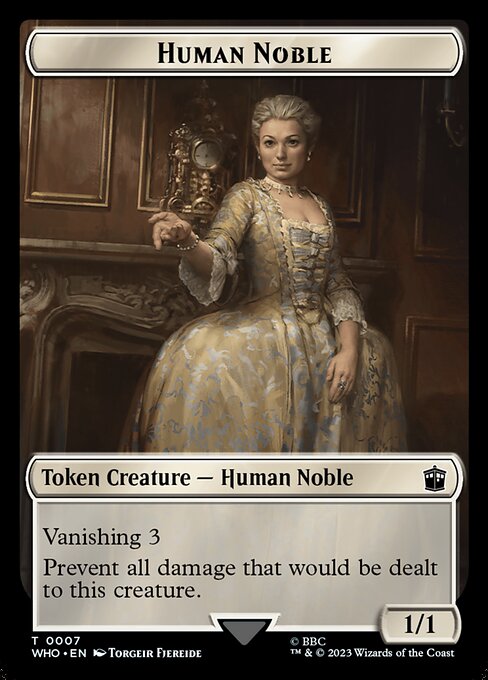 Human Noble
Token Creature — Human Noble
Vanishing 3
Prevent all damage that would be dealt
to this creature.
1/1
T 0007
WHO • EN Torgeir Fjereide
© BBC
™ & © 2023 Wizards of the Coast